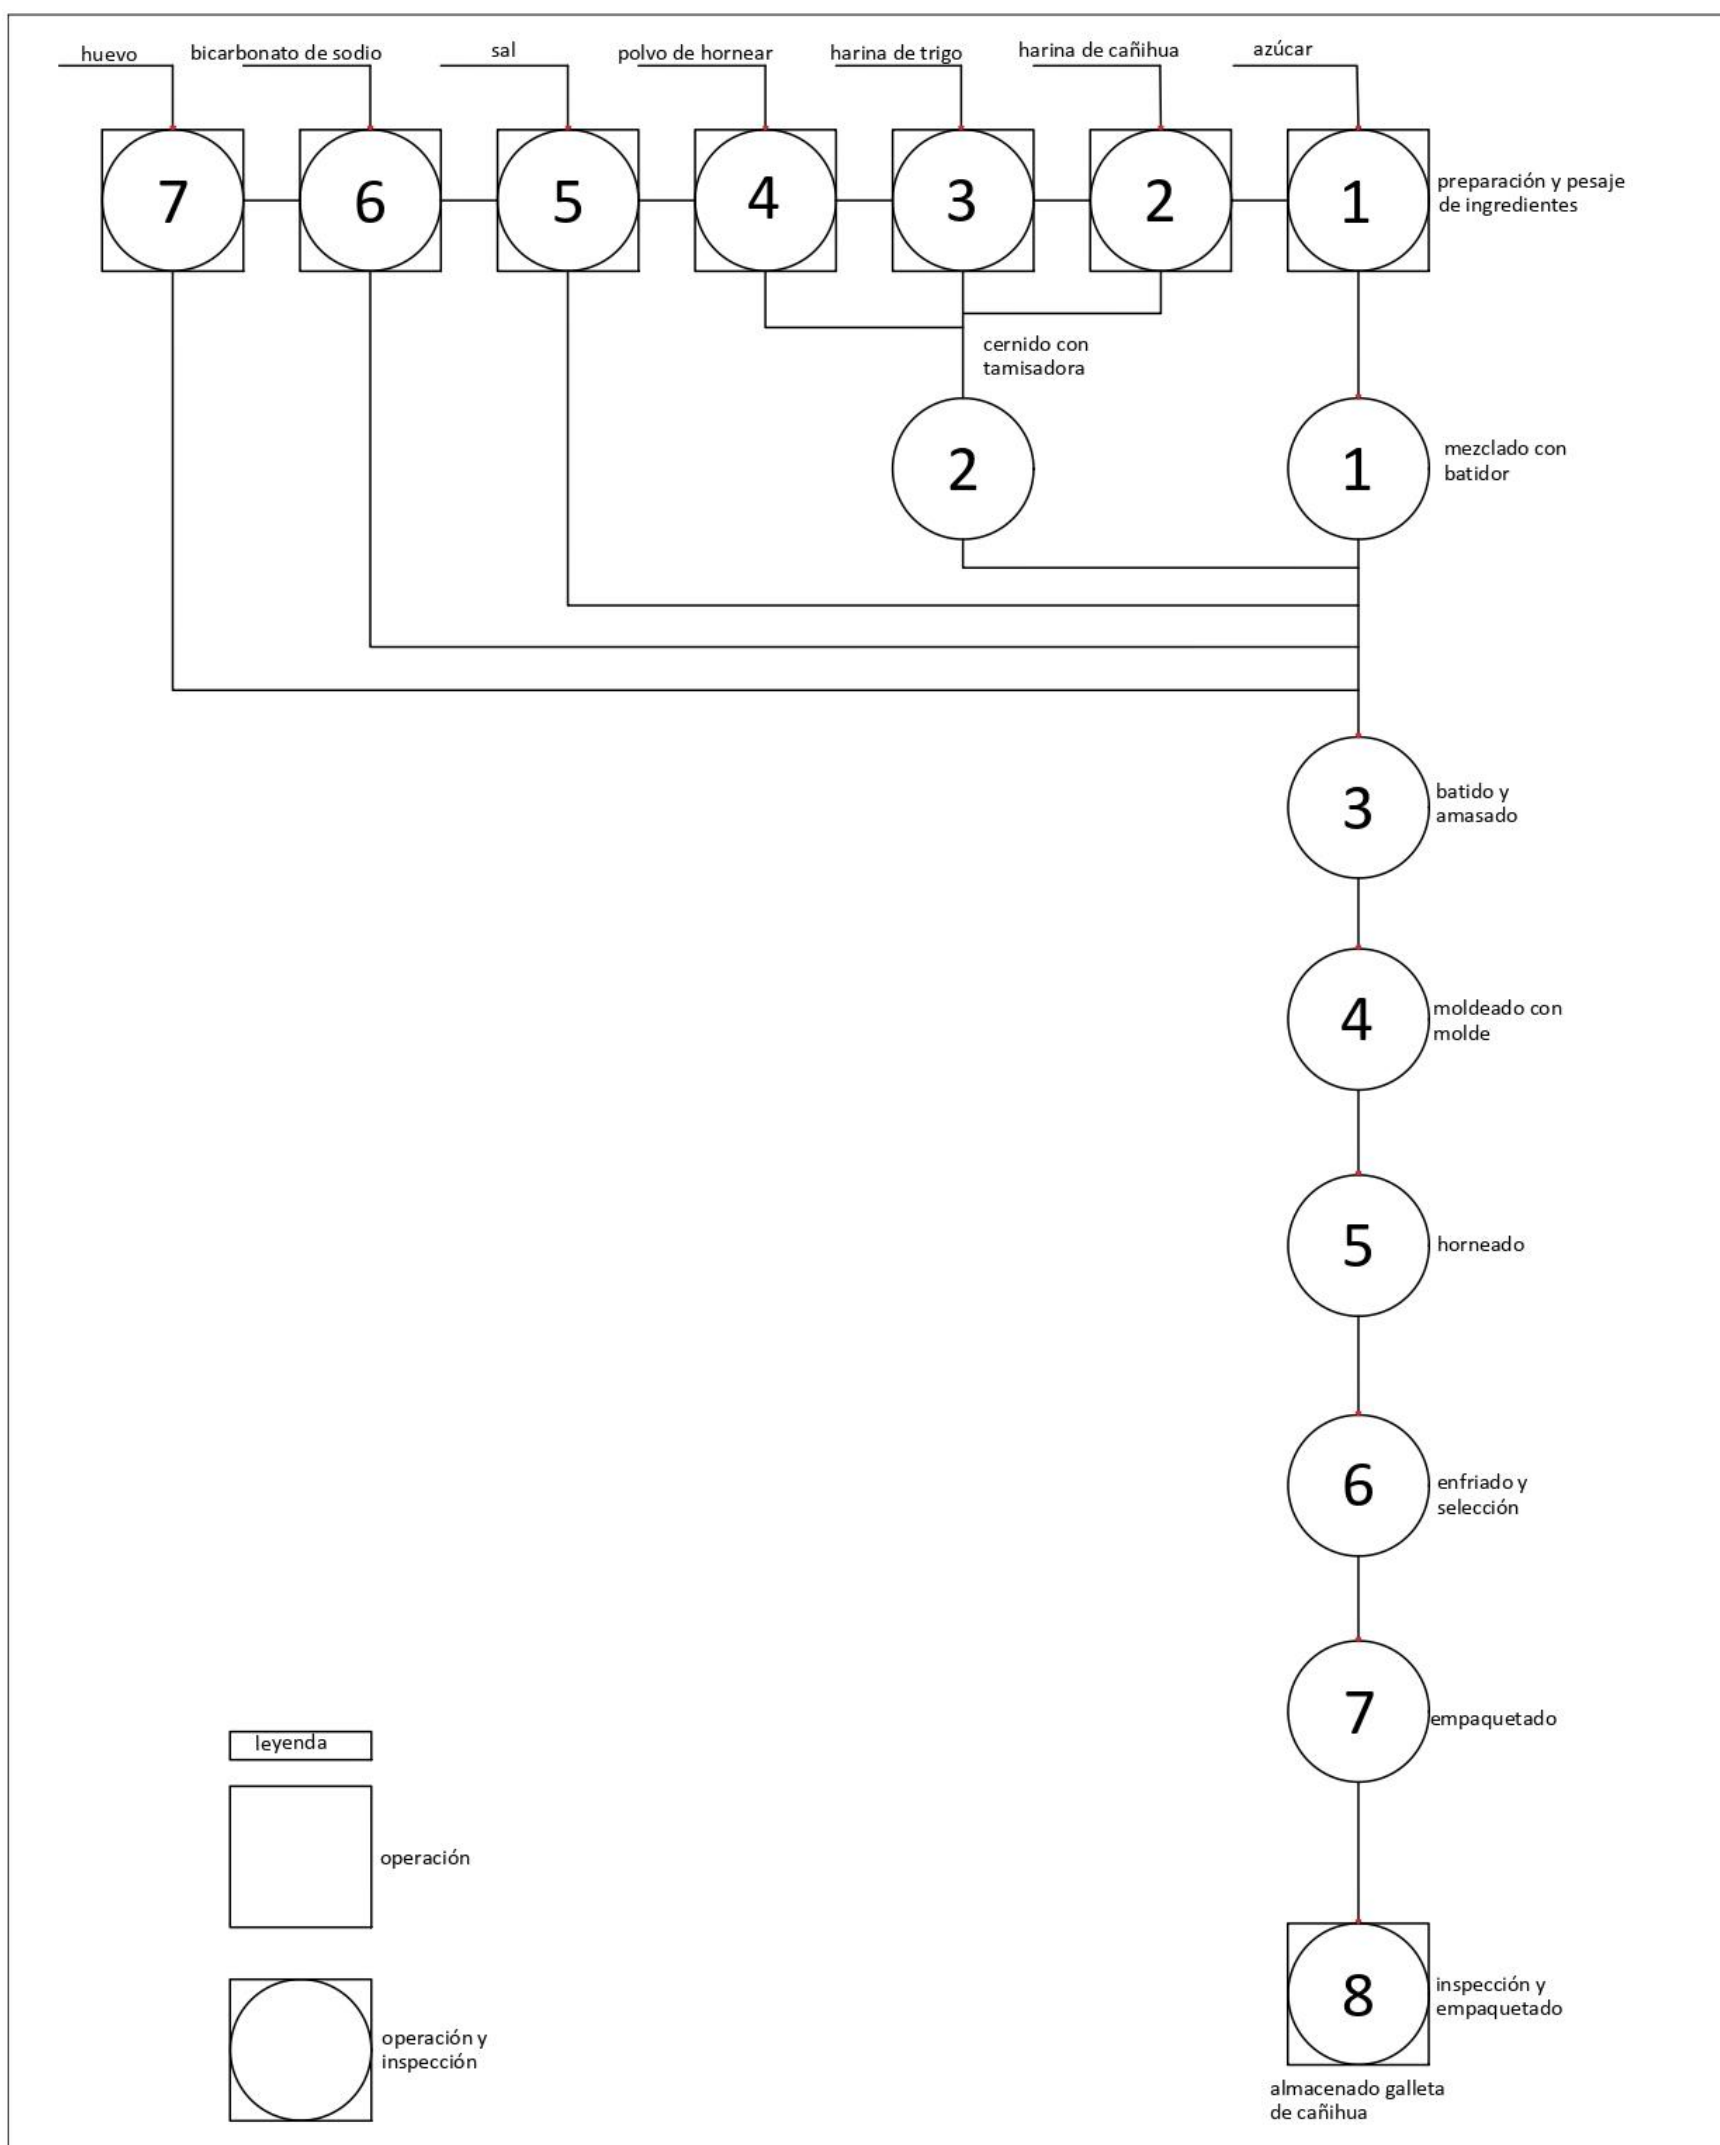 huevo
bicarbonato de sodio
sal
polvo de hornear
harina de trigo
harina de cañihua
azúcar
7
6
5
4
3
2
1
preparación y pesaje
de ingredientes
cernido con
tamisadora
2
1
mezclado con
batidor
3
batido y
amasado
4
moldeado con
molde
5
horneado
6
enfriado y
selección
7
empaquetado
leyenda
operación
operación y
inspección
8
inspección y
empaquetado
almacenado galleta
de cañihua